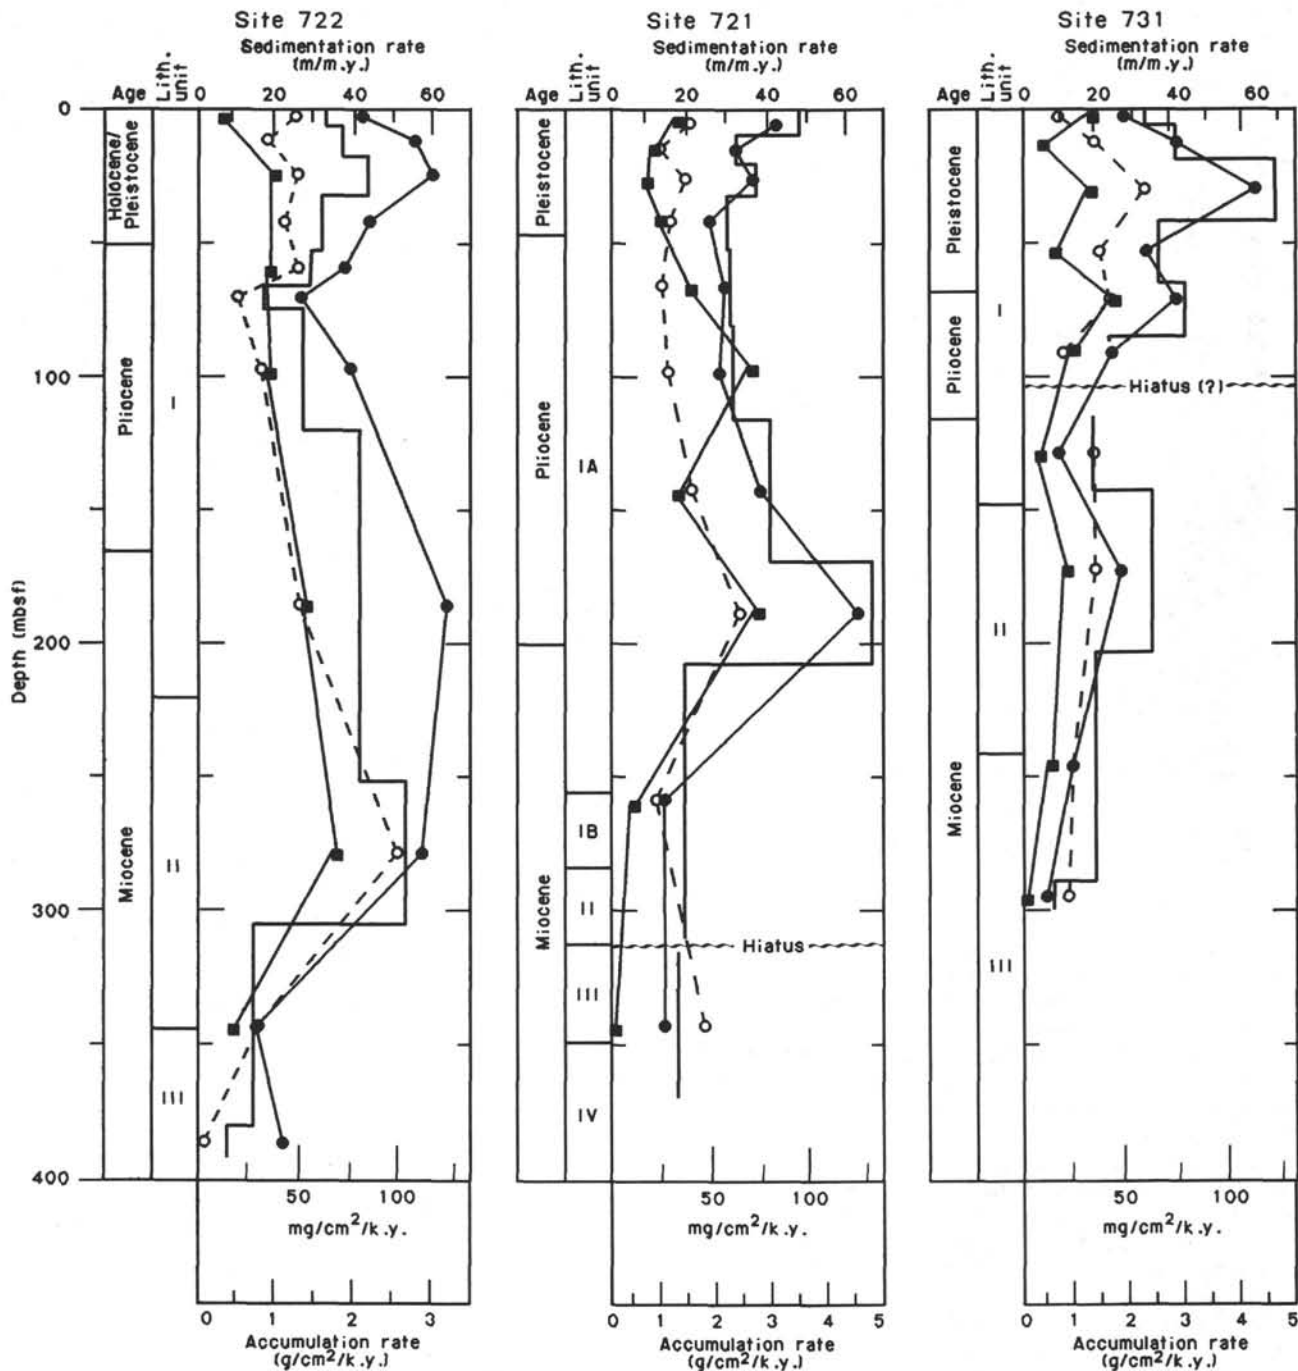 Site 722
Sedimentation rate
(m/m.y.)
Age
Lith.
unit
0 20 40 60
0
100
200
300
400
Depth (mbsf)
Holocene/
Pleistocene
Pliocene
Miocene
I
II
III
50 100
mg/cm²/k.y.
0 1 2 3
Accumulation rate
(g/cm²/k.y.)
Site 721
Sedimentation rate
(m/m.y.)
Age
Lith.
unit
0 20 40 60
Pleistocene
Pliocene
Miocene
IA
IB
II
III
IV
Hiatus
50 100
mg/cm²/k.y.
0 1 2 3 4 5
Accumulation rate
(g/cm²/k.y.)
Site 731
Sedimentation rate
(m/m.y.)
Age
Lith.
unit
0 20 40 60
Pleistocene
Pliocene
Miocene
I
II
III
Hiatus (?)
50 100
mg/cm²/k.y.
0 1 2 3 4 5
Accumulation rate
(g/cm²/k.y.)